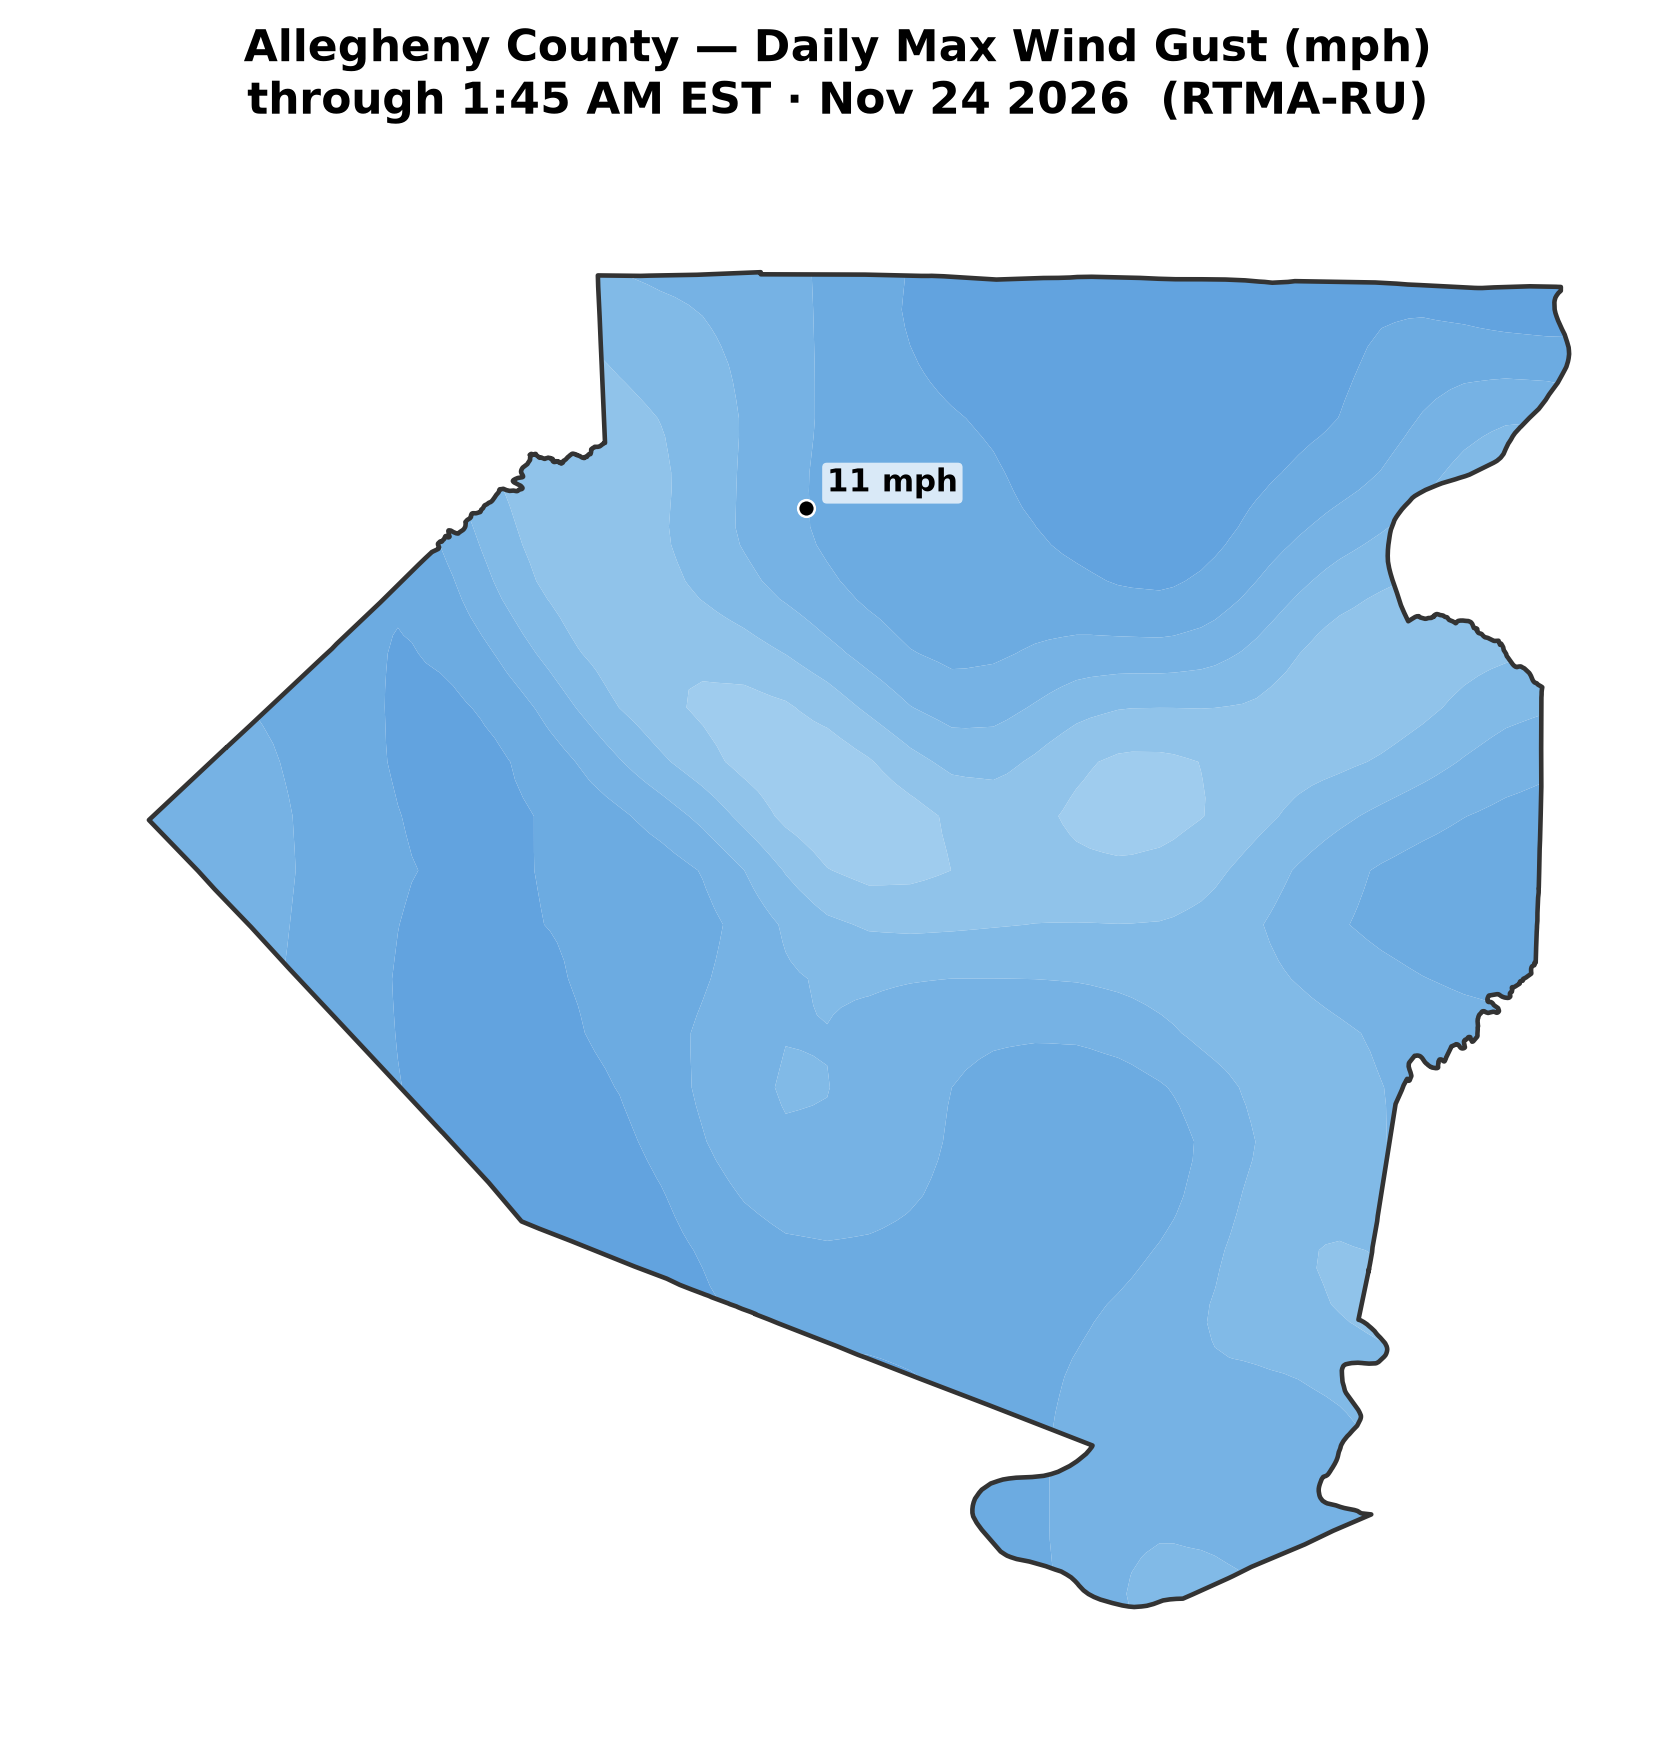 Allegheny County — Daily Max Wind Gust (mph)
through 1:45 AM EST · Nov 24 2026 (RTMA-RU)
11 mph